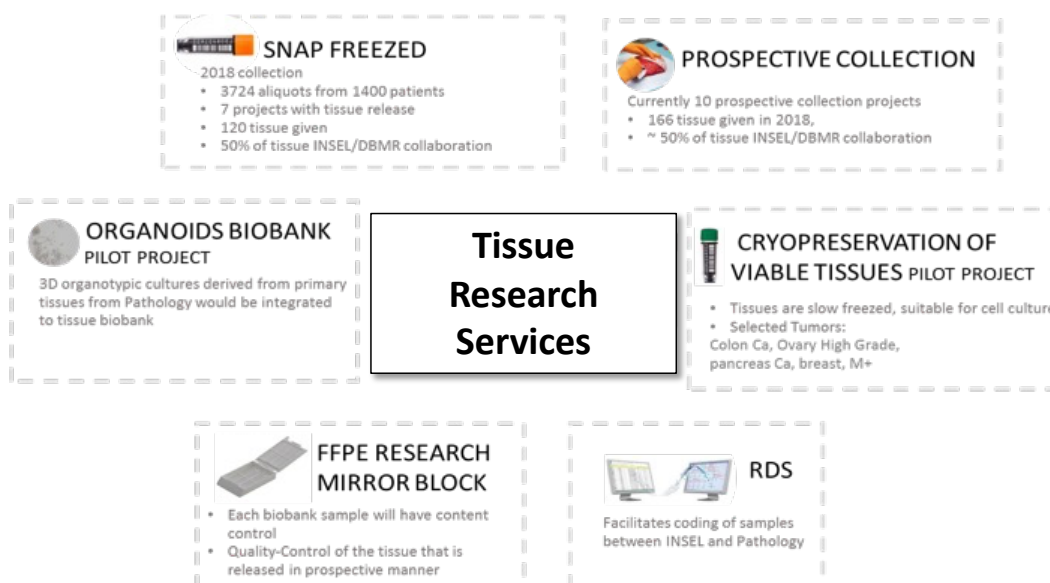 SNAP FREEZED
2018 collection
• 3724 aliquots from 1400 patients
• 7 projects with tissue release
• 120 tissue given
• 50% of tissue INSEL/DBMR collaboration
PROSPECTIVE COLLECTION
Currently 10 prospective collection projects
• 166 tissue given in 2018,
• ~ 50% of tissue INSEL/DBMR collaboration
ORGANOIDS BIOBANK
PILOT PROJECT
3D organotypic cultures derived from primary
tissues from Pathology would be integrated
to tissue biobank
Tissue
Research
Services
CRYOPRESERVATION OF
VIABLE TISSUES PILOT PROJECT
• Tissues are slow freezed, suitable for cell culture
• Selected Tumors:
Colon Ca, Ovary High Grade,
pancreas Ca, breast, M+
FFPE RESEARCH
MIRROR BLOCK
• Each biobank sample will have content
control
• Quality-Control of the tissue that is
released in prospective manner
RDS
Facilitates coding of samples
between INSEL and Pathology